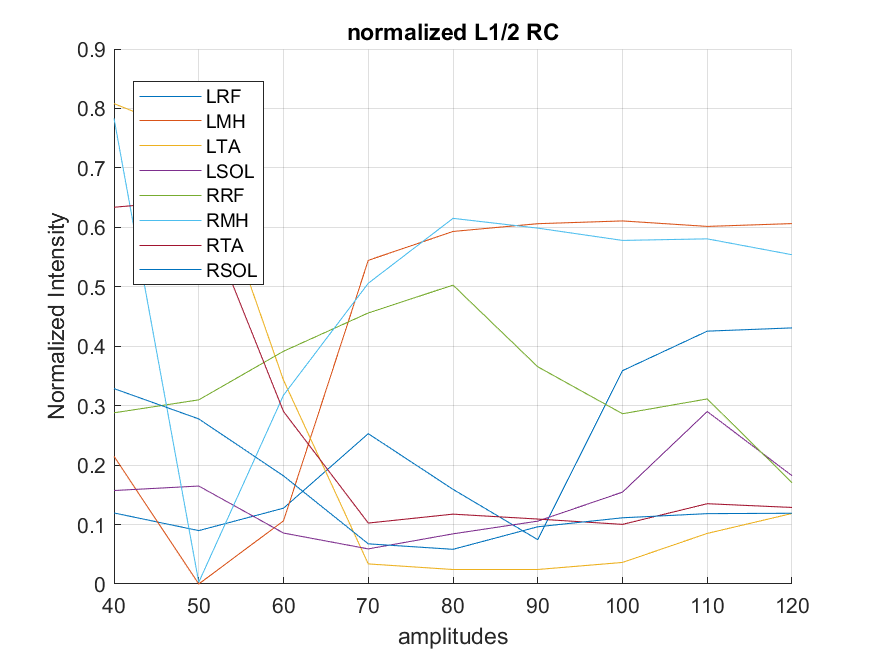 normalized L1/2 RC
Normalized Intensity
0.9
0.8
0.7
0.6
0.5
0.4
0.3
0.2
0.1
0
LRF
LMH
LTA
LSOL
RRF
RMH
RTA
RSOL
40 50 60 70 80 90 100 110 120
amplitudes